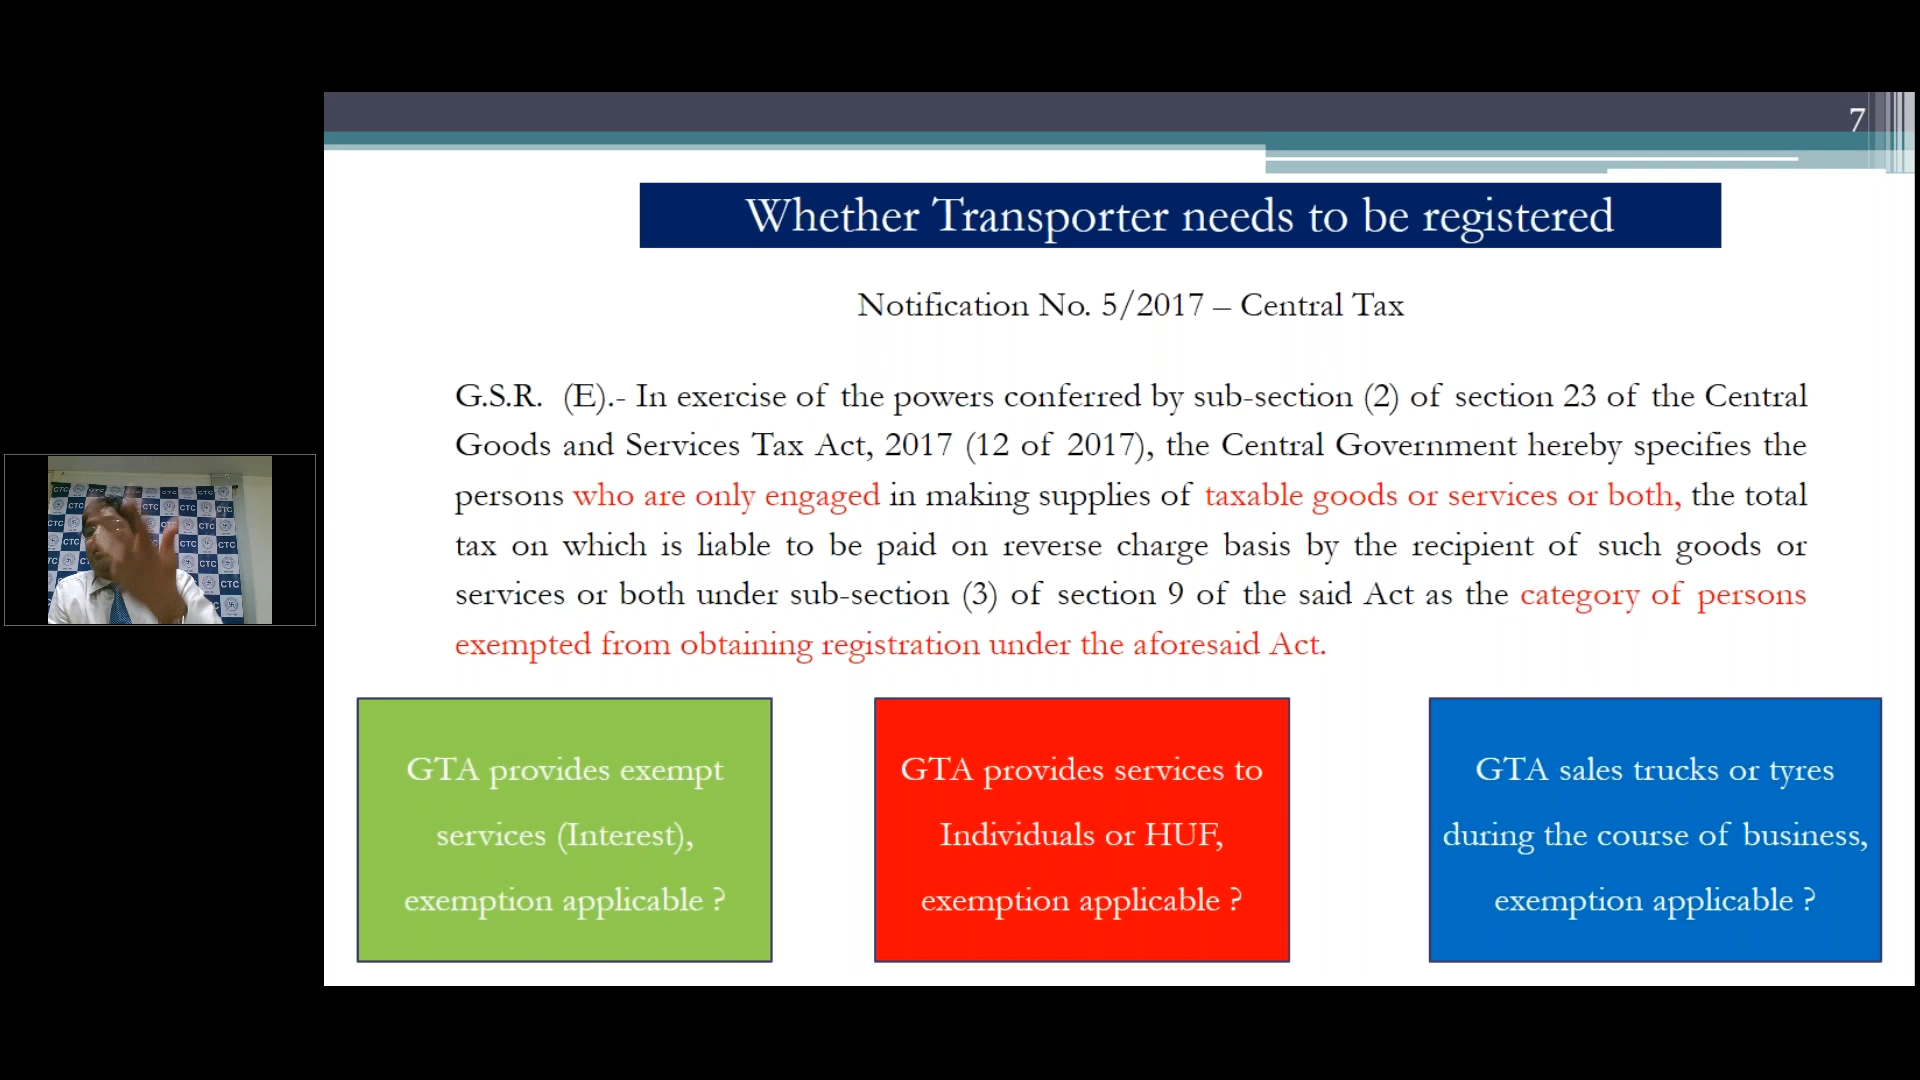 7
Whether Transporter needs to be registered
Notification No. 5/2017 – Central Tax
G.S.R. (E).- In exercise of the powers conferred by sub-section (2) of section 23 of the Central
Goods and Services Tax Act, 2017 (12 of 2017), the Central Government hereby specifies the
persons who are only engaged in making supplies of taxable goods or services or both, the total
tax on which is liable to be paid on reverse charge basis by the recipient of such goods or
services or both under sub-section (3) of section 9 of the said Act as the category of persons
exempted from obtaining registration under the aforesaid Act.
GTA provides exempt
services (Interest),
exemption applicable ?
GTA provides services to
Individuals or HUF,
exemption applicable ?
GTA sales trucks or tyres
during the course of business,
exemption applicable ?
CTC
CTC
CTC
CTC
CTC
CTC
CTC